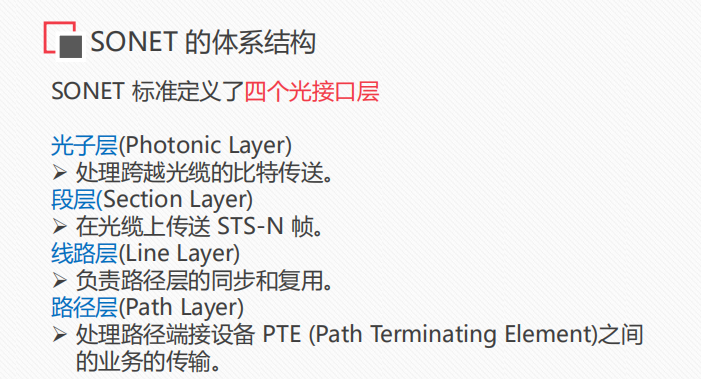 SONET 的体系结构
SONET 标准定义了四个光接口层
光子层(Photonic Layer)
➢ 处理跨越光缆的比特传送。
段层(Section Layer)
➢ 在光缆上传送 STS-N 帧。
线路层(Line Layer)
➢ 负责路径层的同步和复用。
路径层(Path Layer)
➢ 处理路径端接设备 PTE (Path Terminating Element)之间
的业务的传输。